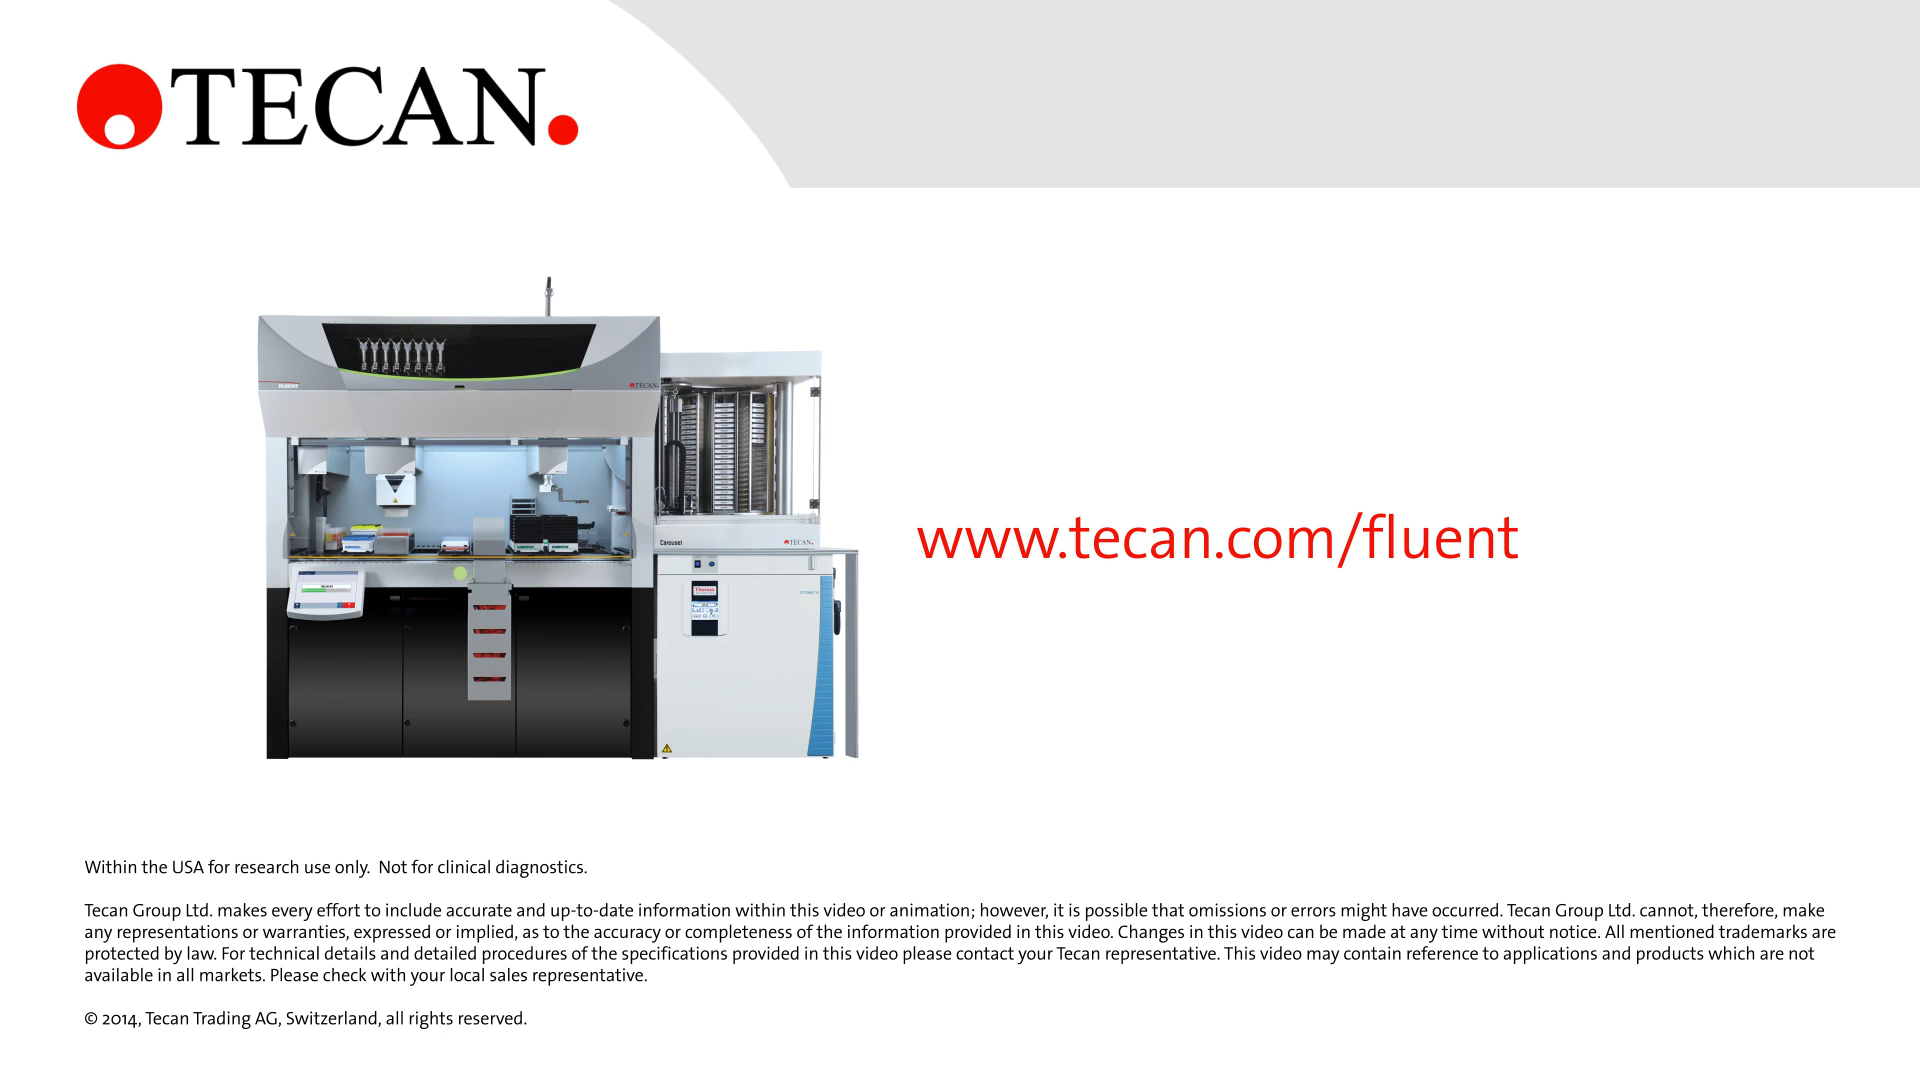 TECAN.
FLUENT
TECAN.
Carousel
TECAN.
Thermo
www.tecan.com/fluent
Within the USA for research use only.  Not for clinical diagnostics.
Tecan Group Ltd. makes every effort to include accurate and up-to-date information within this video or animation; however, it is possible that omissions or errors might have occurred. Tecan Group Ltd. cannot, therefore, make
any representations or warranties, expressed or implied, as to the accuracy or completeness of the information provided in this video. Changes in this video can be made at any time without notice. All mentioned trademarks are
protected by law. For technical details and detailed procedures of the specifications provided in this video please contact your Tecan representative. This video may contain reference to applications and products which are not
available in all markets. Please check with your local sales representative.
© 2014, Tecan Trading AG, Switzerland, all rights reserved.